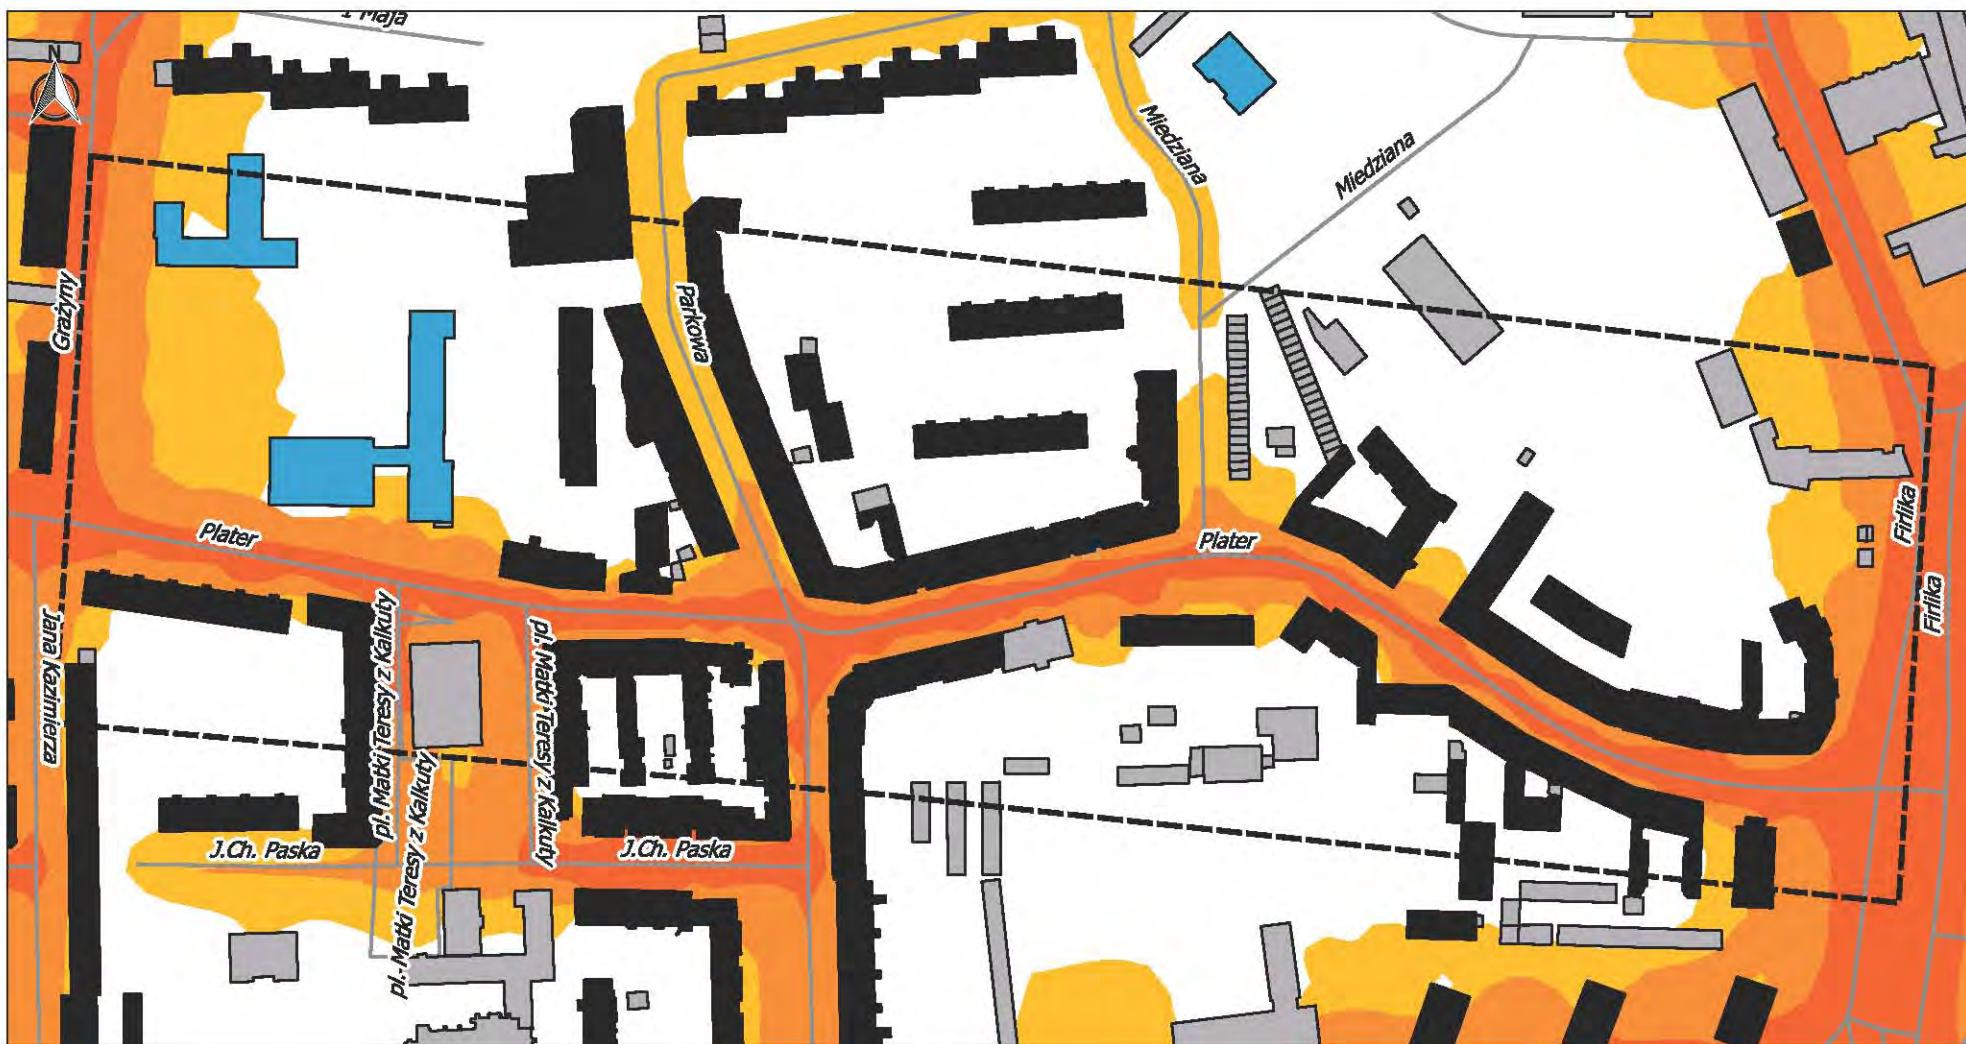 1 Maja
N
Miedziana
Miedziana
Grażyny
Parkowa
Firlika
Plater
Plater
Firlika
Jana Kazimierza
pl. Matki Teresy z Kalkuty
pl. Matki Teresy z Kalkuty
pl. Matki Teresy z Kalkuty
J.Ch. Paska
J.Ch. Paska